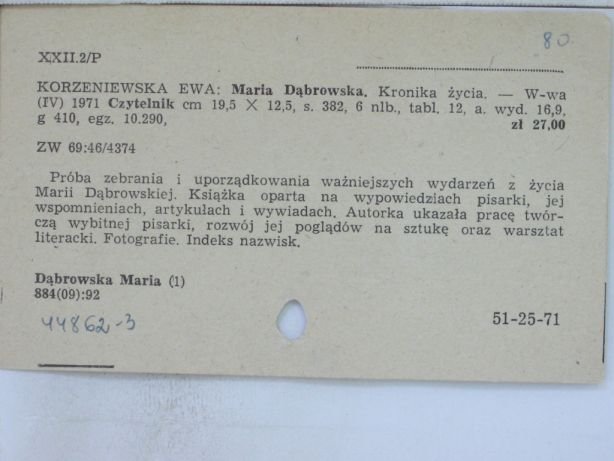 80
XXII.2/P
KORZENIEWSKA EWA: Maria Dąbrowska. Kronika życia. — W-wa
(IV) 1971 Czytelnik cm 19,5 × 12,5, s. 382, 6 nlb., tabl. 12, a. wyd. 16,9,
g 410, egz. 10.290, zł 27,00
ZW 69:46/4374
Próba zebrania i uporządkowania ważniejszych wydarzeń z życia
Marii Dąbrowskiej. Książka oparta na wypowiedziach pisarki, jej
wspomnieniach, artykułach i wywiadach. Autorka ukazała pracę twór-
czą wybitnej pisarki, rozwój jej poglądów na sztukę oraz warsztat
literacki. Fotografie. Indeks nazwisk.
Dąbrowska Maria (1)
884(09):92
44862-3
51-25-71